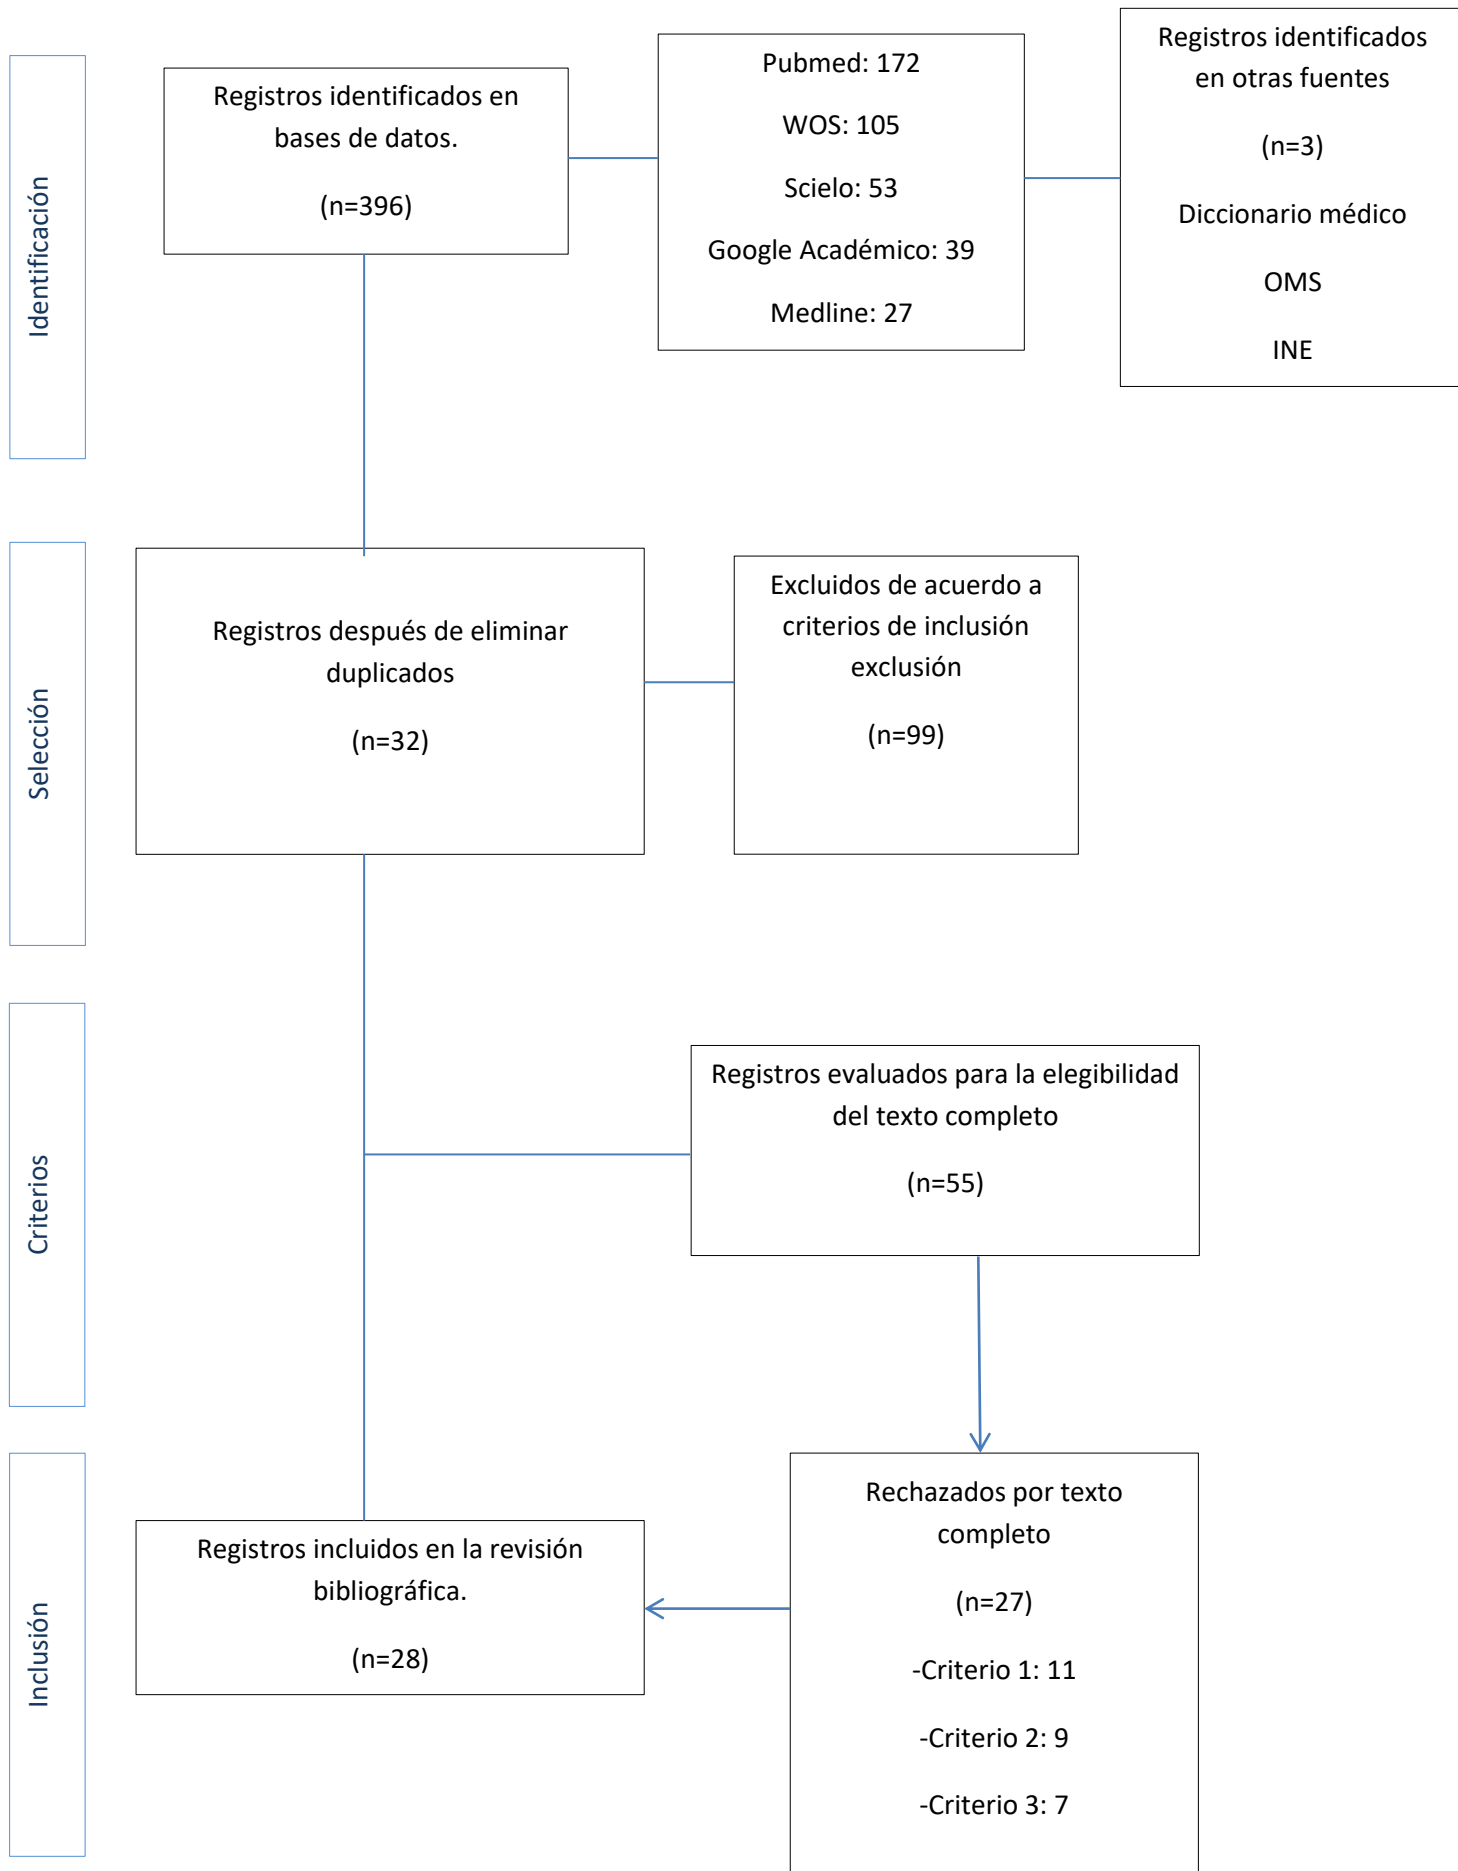 Identificación
Registros identificados en
bases de datos.
(n=396)
Pubmed: 172
WOS: 105
Scielo: 53
Google Académico: 39
Medline: 27
Registros identificados
en otras fuentes
(n=3)
Diccionario médico
OMS
INE
Selección
Registros después de eliminar
duplicados
(n=32)
Excluidos de acuerdo a
criterios de inclusión
exclusión
(n=99)
Criterios
Registros evaluados para la elegibilidad
del texto completo
(n=55)
Inclusión
Registros incluidos en la revisión
bibliográfica.
(n=28)
Rechazados por texto
completo
(n=27)
-Criterio 1: 11
-Criterio 2: 9
-Criterio 3: 7